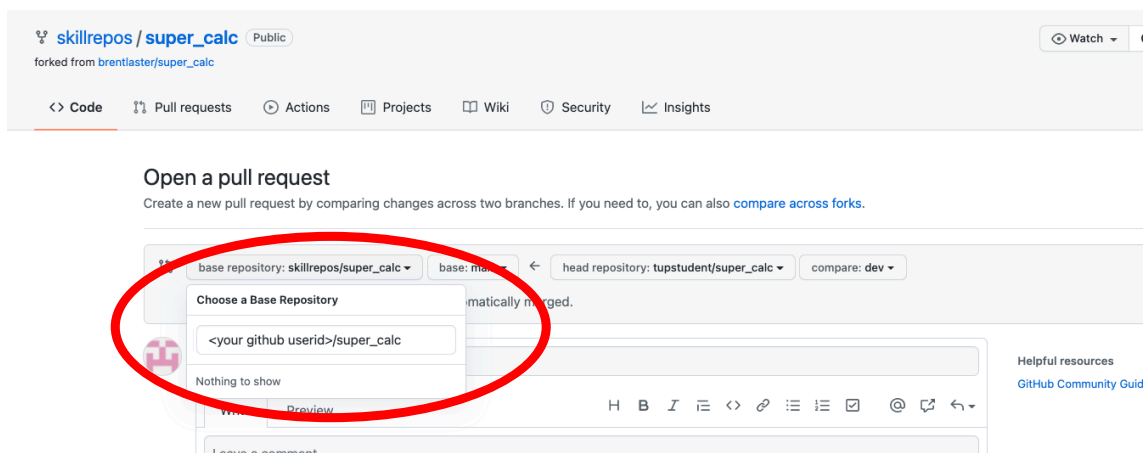 skillrepos / super_calc Public
Watch
forked from brentlaster/super_calc
Code Pull requests Actions Projects Wiki Security Insights
Open a pull request
Create a new pull request by comparing changes across two branches. If you need to, you can also compare across forks.
base repository: skillrepos/super_calc base: head repository: tupstudent/super_calc compare: dev
Choose a Base Repository
merged.
<your github userid>/super_calc
Nothing to show
Helpful resources
GitHub Community Guid
Preview
H B I
Leave a comment